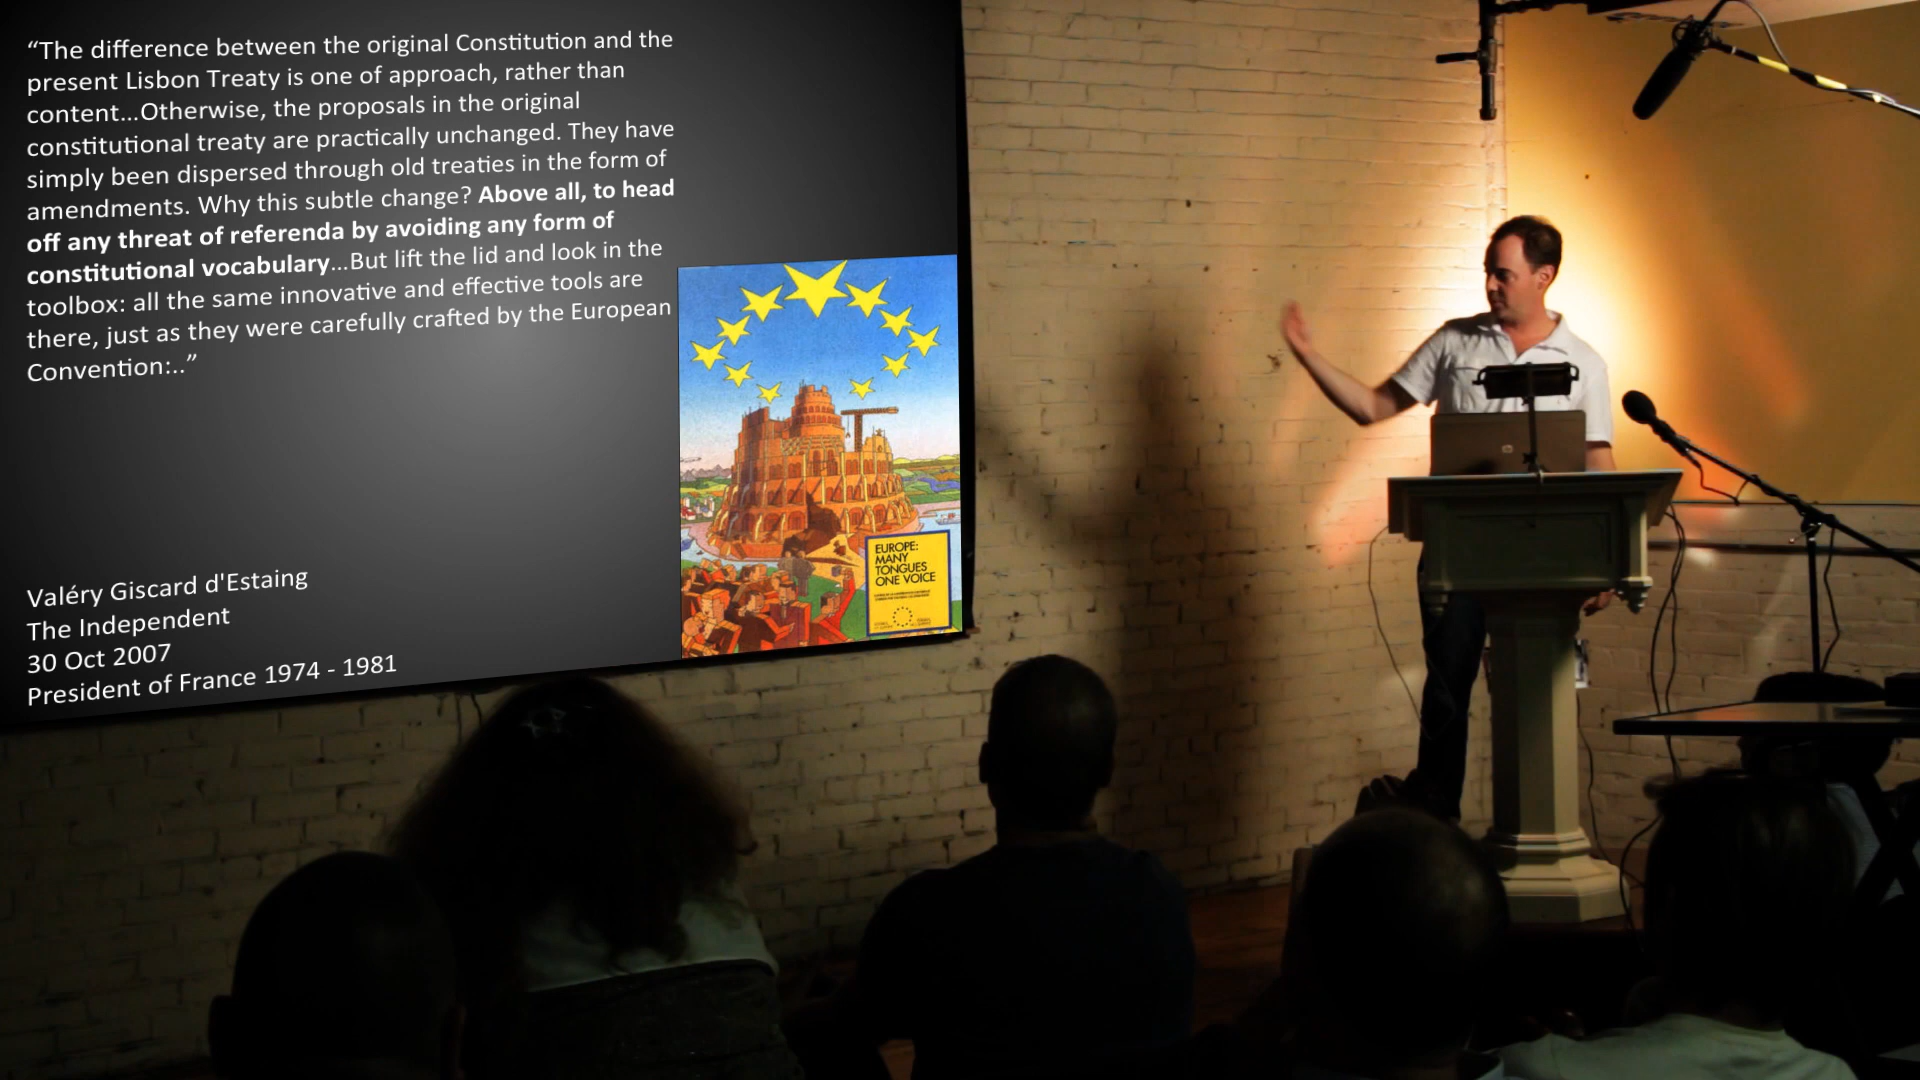 “The difference between the original Constitution and the
present Lisbon Treaty is one of approach, rather than
content...Otherwise, the proposals in the original
constitutional treaty are practically unchanged. They have
simply been dispersed through old treaties in the form of
amendments. Why this subtle change? Above all, to head
off any threat of referenda by avoiding any form of
constitutional vocabulary...But lift the lid and look in the
toolbox: all the same innovative and effective tools are
there, just as they were carefully crafted by the European
Convention:..”
EUROPE:
MANY
TONGUES
ONE VOICE
Valéry Giscard d'Estaing
The Independent
30 Oct 2007
President of France 1974 - 1981